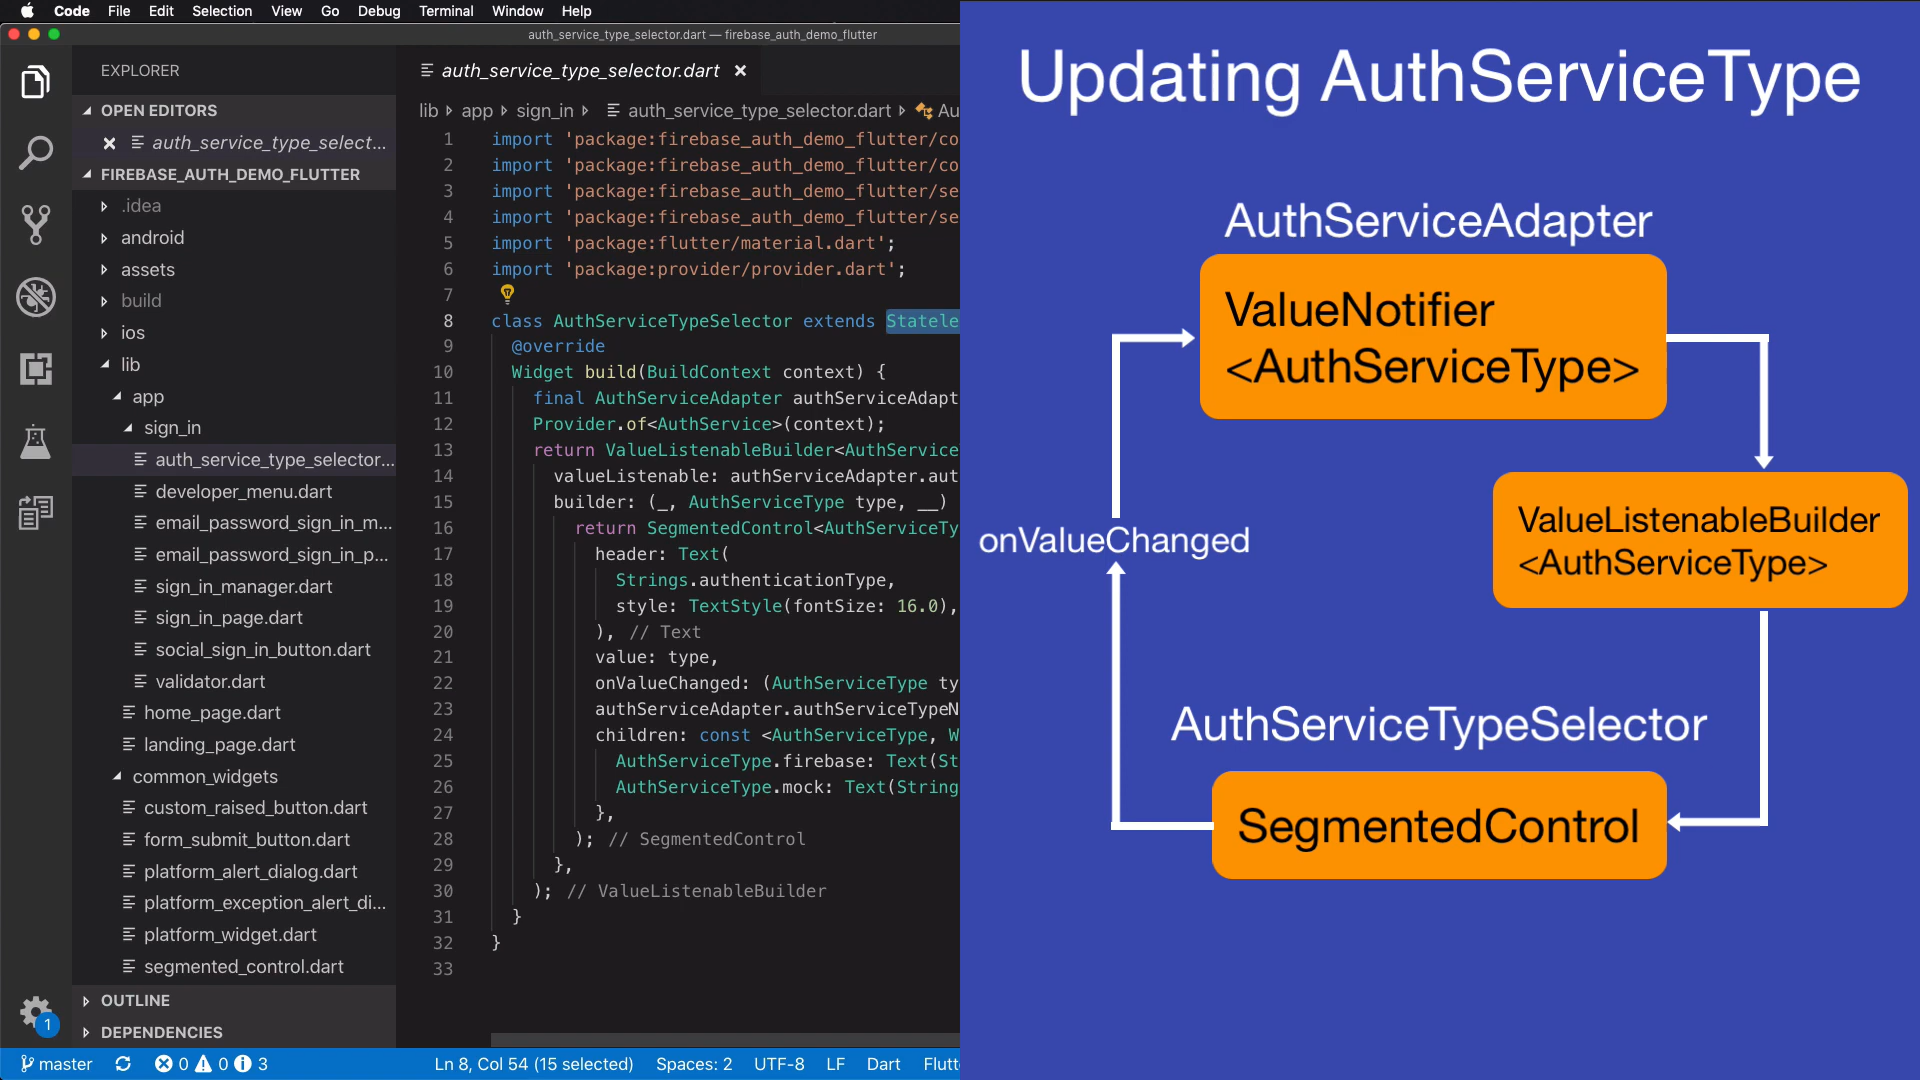 Code File Edit Selection View Go Debug Terminal Window Help
auth_service_type_selector.dart — firebase_auth_demo_flutter
EXPLORER
OPEN EDITORS
auth_service_type_select...
FIREBASE_AUTH_DEMO_FLUTTER
.idea
android
assets
build
ios
lib
app
sign_in
auth_service_type_selector...
developer_menu.dart
email_password_sign_in_m...
email_password_sign_in_p...
sign_in_manager.dart
sign_in_page.dart
social_sign_in_button.dart
validator.dart
home_page.dart
landing_page.dart
common_widgets
custom_raised_button.dart
form_submit_button.dart
platform_alert_dialog.dart
platform_exception_alert_di...
platform_widget.dart
segmented_control.dart
OUTLINE
DEPENDENCIES
1
auth_service_type_selector.dart
lib app sign_in auth_service_type_selector.dart Au
1 import 'package:firebase_auth_demo_flutter/co
2 import 'package:firebase_auth_demo_flutter/co
3 import 'package:firebase_auth_demo_flutter/se
4 import 'package:firebase_auth_demo_flutter/se
5 import 'package:flutter/material.dart';
6 import 'package:provider/provider.dart';
7
8 class AuthServiceTypeSelector extends Statele
9 @override
10 Widget build(BuildContext context) {
11 final AuthServiceAdapter authServiceAdapt
12 Provider.of<AuthService>(context);
13 return ValueListenableBuilder<AuthService
14 valueListenable: authServiceAdapter.aut
15 builder: (_, AuthServiceType type, __)
16 return SegmentedControl<AuthServiceTy
17 header: Text(
18 Strings.authenticationType,
19 style: TextStyle(fontSize: 16.0),
20 ), // Text
21 value: type,
22 onValueChanged: (AuthServiceType ty
23 authServiceAdapter.authServiceTypeN
24 children: const <AuthServiceType, W
25 AuthServiceType.firebase: Text(St
26 AuthServiceType.mock: Text(String
27 },
28 ); // SegmentedControl
29 },
30 ); // ValueListenableBuilder
31 }
32 }
33
master 0 0 3 Ln 8, Col 54 (15 selected) Spaces: 2 UTF-8 LF Dart Flutt
Updating AuthServiceType
AuthServiceAdapter
ValueNotifier
<AuthServiceType>
ValueListenableBuilder
<AuthServiceType>
onValueChanged
AuthServiceTypeSelector
SegmentedControl